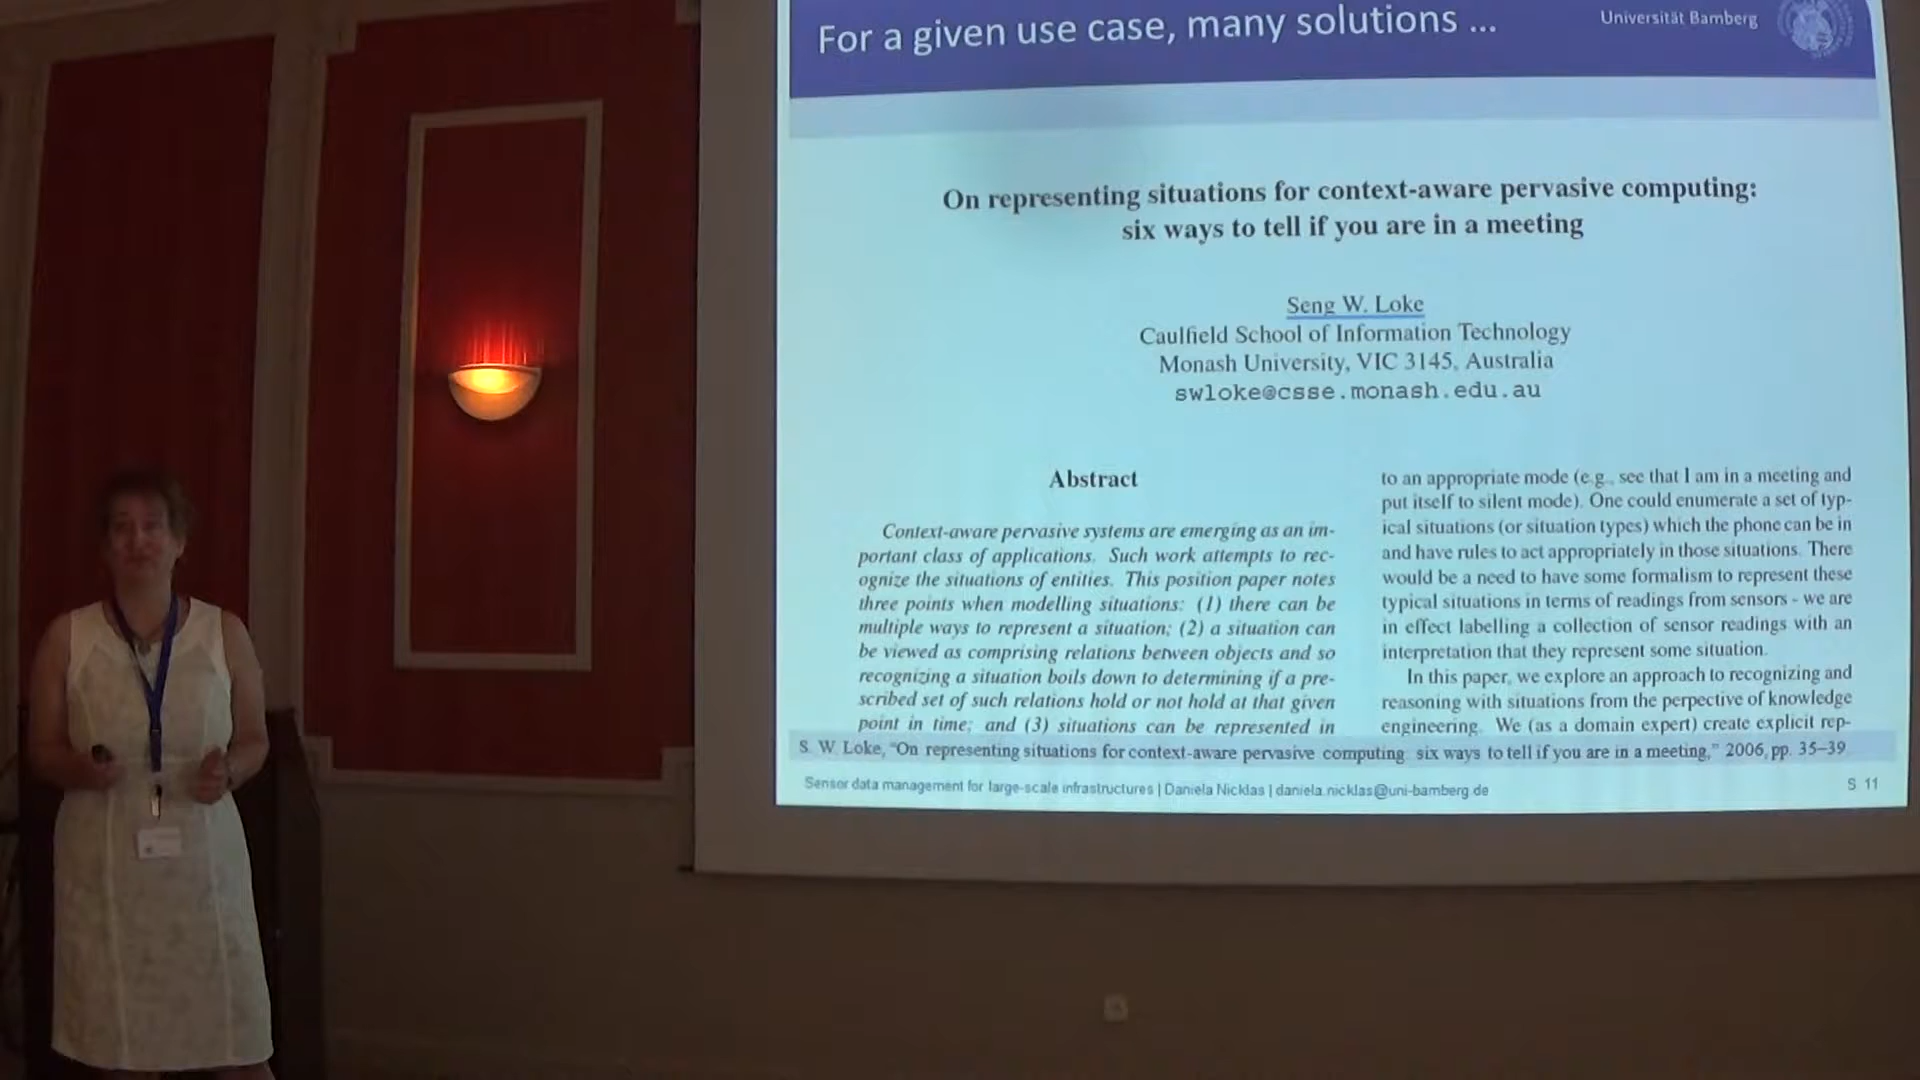 For a given use case, many solutions ...
Universität Bamberg
On representing situations for context-aware pervasive computing:
six ways to tell if you are in a meeting
Seng W. Loke
Caulfield School of Information Technology
Monash University, VIC 3145, Australia
swloke@csse.monash.edu.au
Abstract
Context-aware pervasive systems are emerging as an im-
portant class of applications. Such work attempts to rec-
ognize the situations of entities. This position paper notes
three points when modelling situations: (1) there can be
multiple ways to represent a situation; (2) a situation can
be viewed as comprising relations between objects and so
recognizing a situation boils down to determining if a pre-
scribed set of such relations hold or not hold at that given
point in time; and (3) situations can be represented in
to an appropriate mode (e.g., see that I am in a meeting and
put itself to silent mode). One could enumerate a set of typ-
ical situations (or situation types) which the phone can be in
and have rules to act appropriately in those situations. There
would be a need to have some formalism to represent these
typical situations in terms of readings from sensors - we are
in effect labelling a collection of sensor readings with an
interpretation that they represent some situation.
In this paper, we explore an approach to recognizing and
reasoning with situations from the perpective of knowledge
engineering. We (as a domain expert) create explicit rep-
S. W. Loke, “On representing situations for context-aware pervasive computing: six ways to tell if you are in a meeting,” 2006, pp. 35–39.
Sensor data management for large-scale infrastructures | Daniela Nicklas | daniela.nicklas@uni-bamberg.de
S. 11